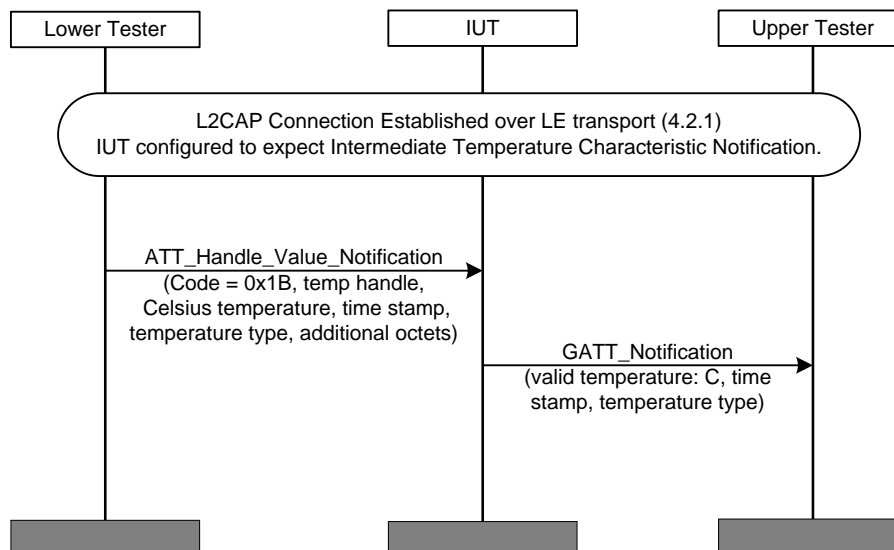 Lower Tester
IUT
Upper Tester
L2CAP Connection Established over LE transport (4.2.1)
IUT configured to expect Intermediate Temperature Characteristic Notification.
ATT_Handle_Value_Notification
(Code = 0x1B, temp handle,
Celsius temperature, time stamp,
temperature type, additional octets)
GATT_Notification
(valid temperature: C, time
stamp, temperature type)